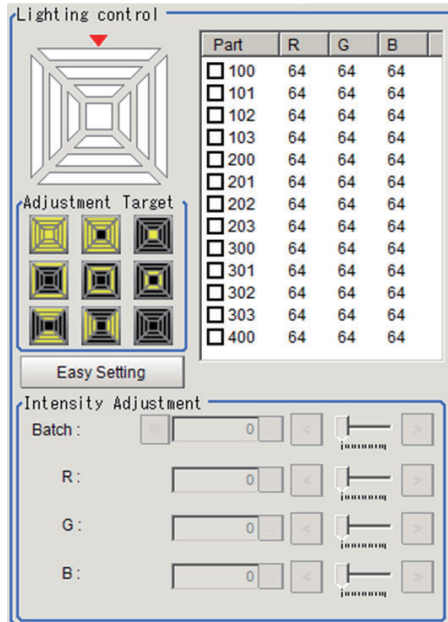 Lighting control
Part R G B
100 64 64 64
101 64 64 64
102 64 64 64
103 64 64 64
200 64 64 64
201 64 64 64
202 64 64 64
203 64 64 64
300 64 64 64
301 64 64 64
302 64 64 64
303 64 64 64
400 64 64 64
Adjustment Target
Easy Setting
Intensity Adjustment
Batch : % 0 ... < >
R : 0 ... < >
G : 0 ... < >
B : 0 ... < >